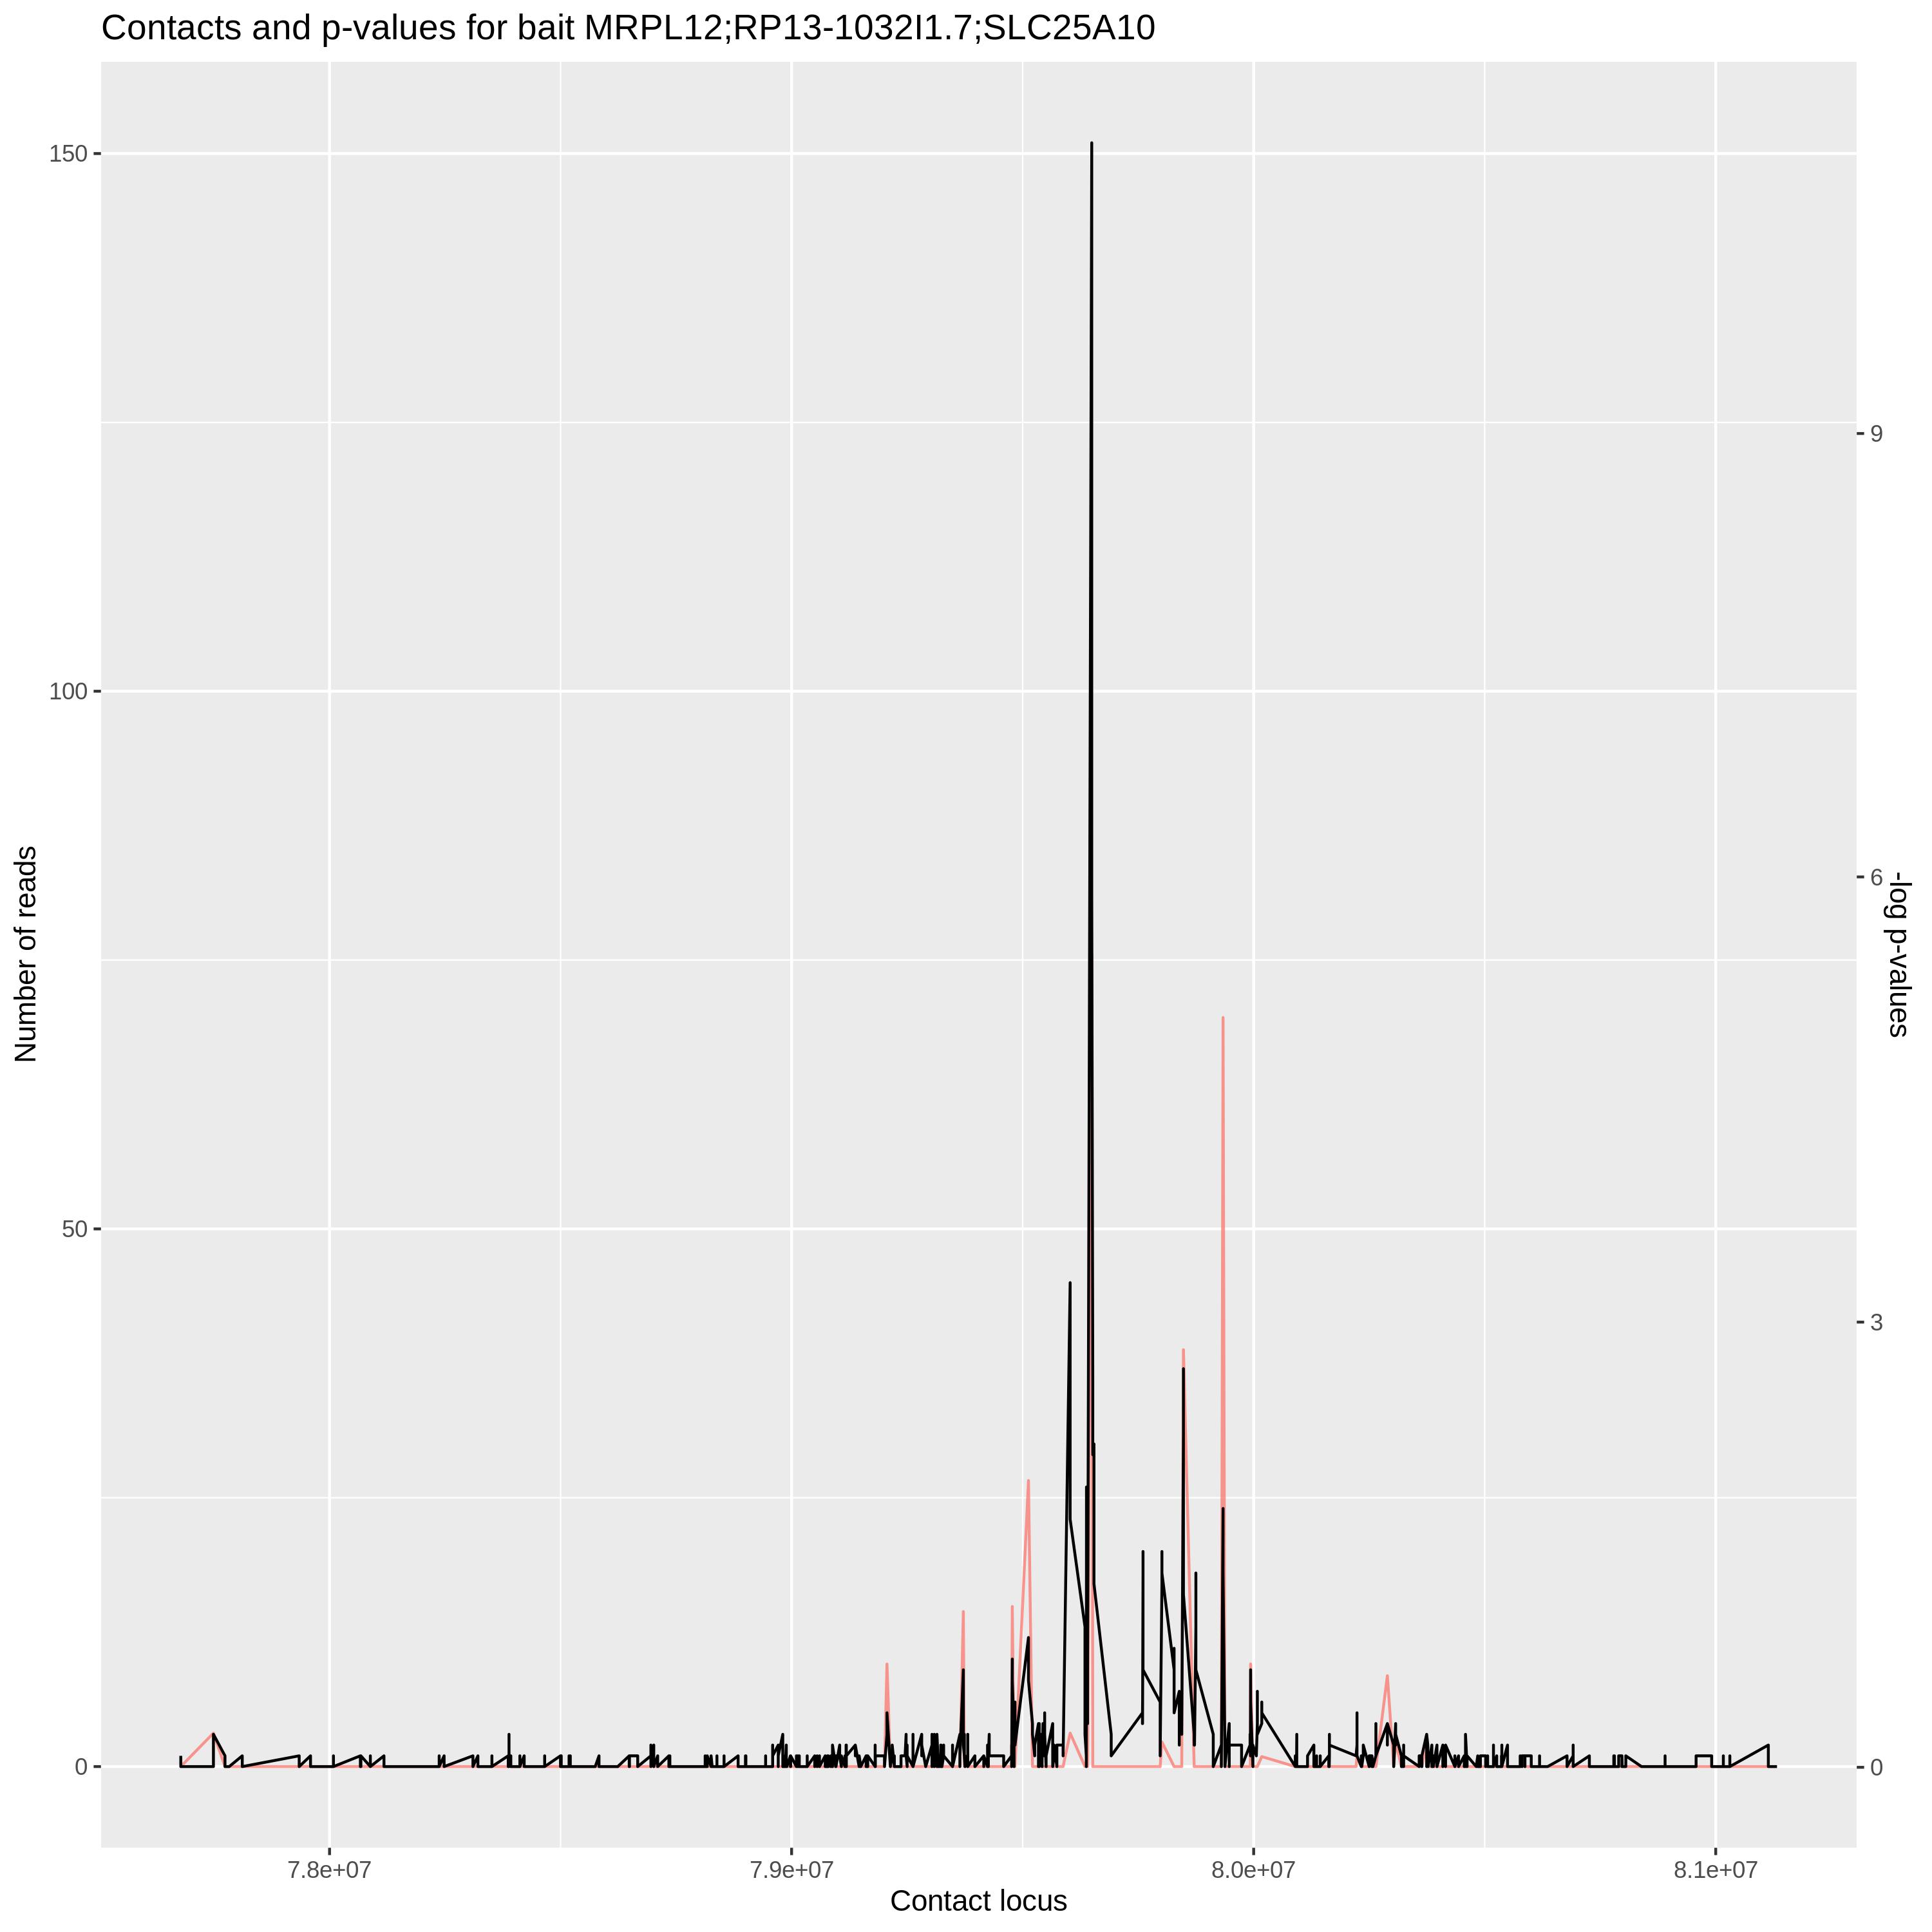 Contacts and p-values for bait MRPL12;RP13-1032I1.7;SLC25A10
150
100
50
0
Number of reads
9
6
3
0
-log p-values
7.8e+07
7.9e+07
8.0e+07
8.1e+07
Contact locus